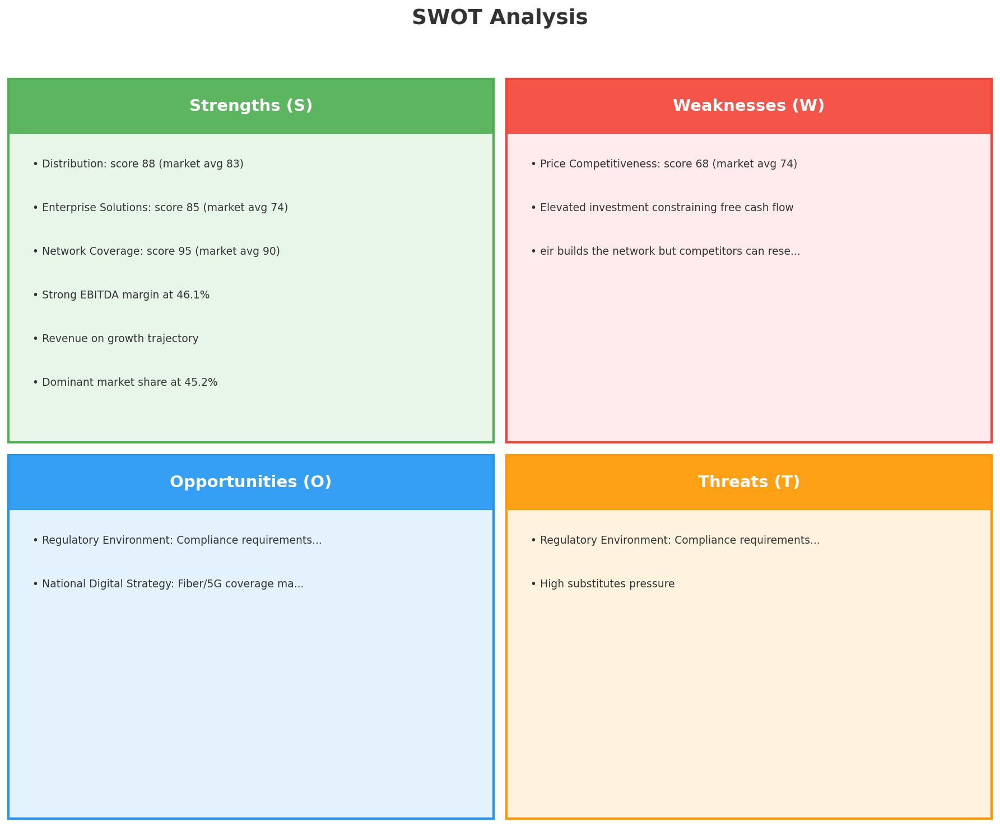 SWOT Analysis
Strengths (S)
• Distribution: score 88 (market avg 83)
• Enterprise Solutions: score 85 (market avg 74)
• Network Coverage: score 95 (market avg 90)
• Strong EBITDA margin at 46.1%
• Revenue on growth trajectory
• Dominant market share at 45.2%
Weaknesses (W)
• Price Competitiveness: score 68 (market avg 74)
• Elevated investment constraining free cash flow
• eir builds the network but competitors can rese...
Opportunities (O)
• Regulatory Environment: Compliance requirements...
• National Digital Strategy: Fiber/5G coverage ma...
Threats (T)
• Regulatory Environment: Compliance requirements...
• High substitutes pressure